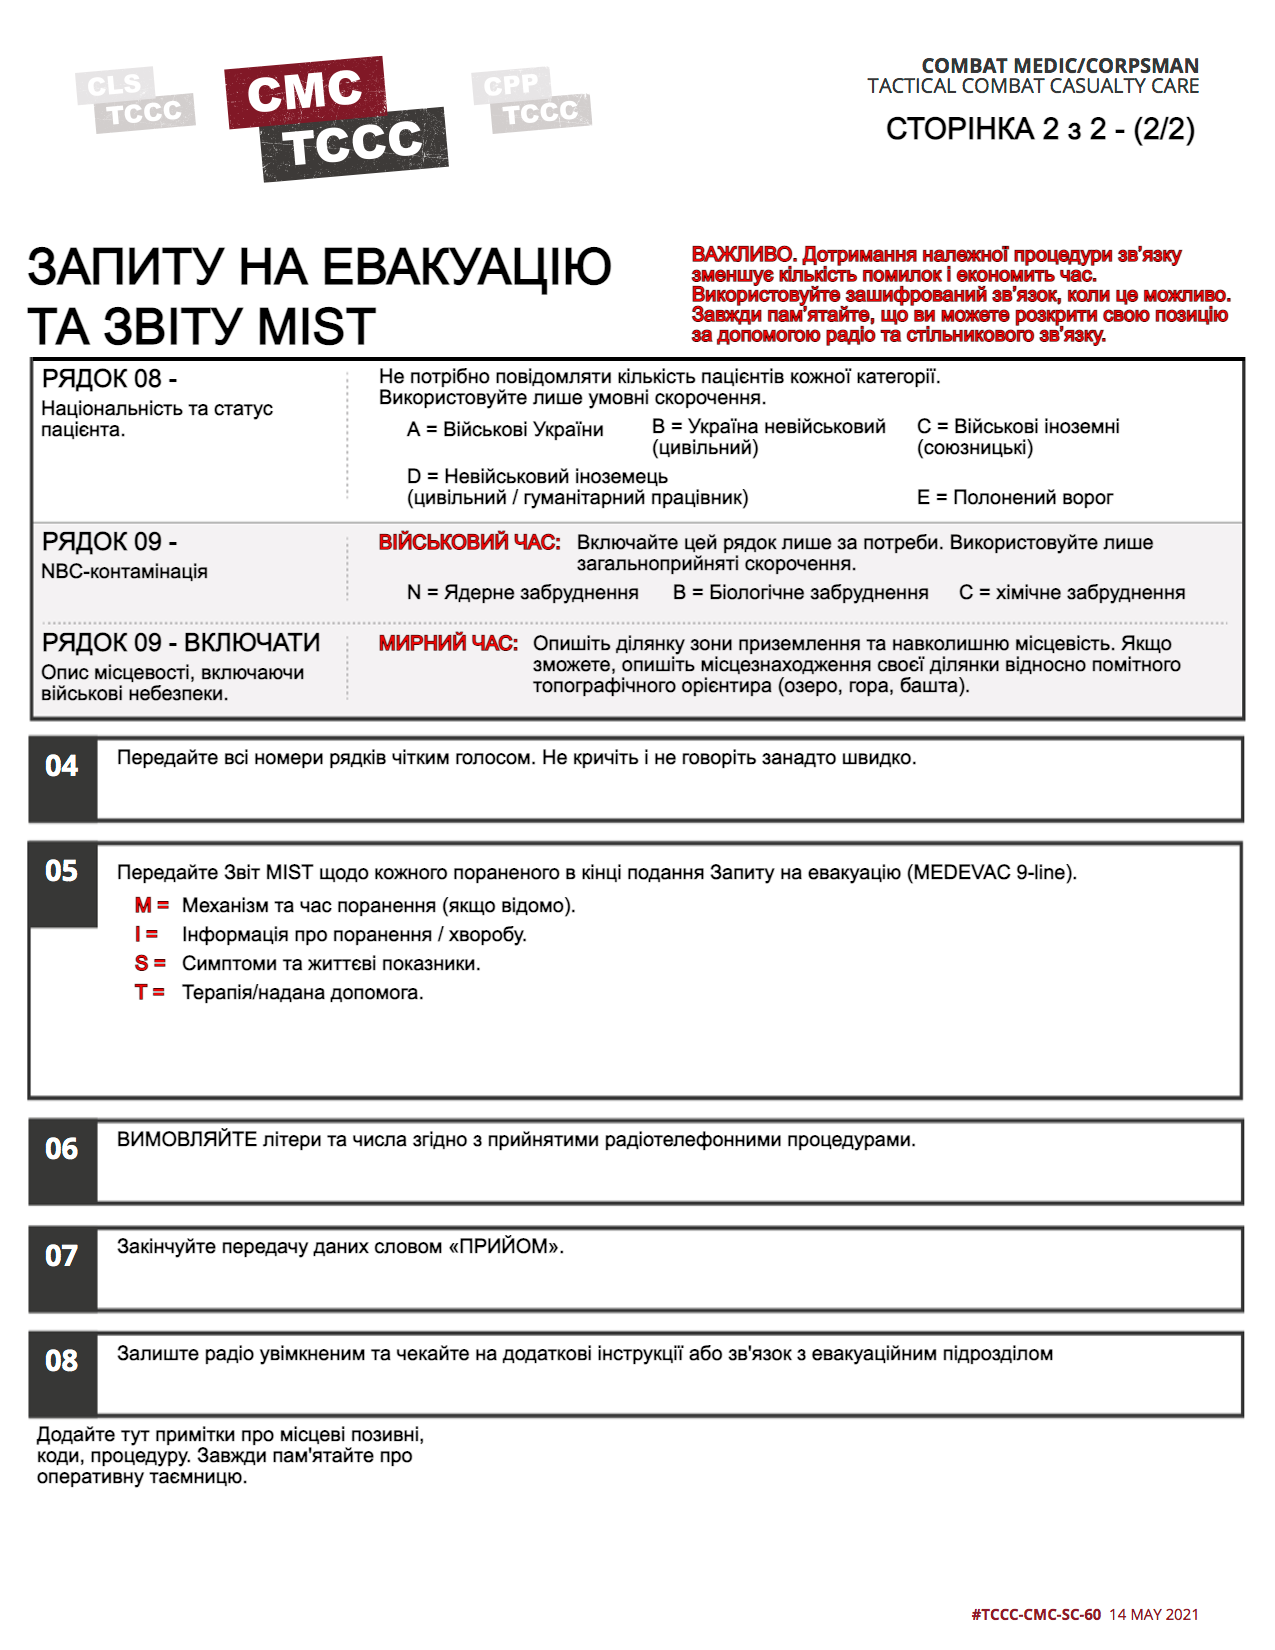 CLS
TCCC
CMC
TCCC
CPP
TCCC
COMBAT MEDIC/CORPSMAN
TACTICAL COMBAT CASUALTY CARE
СТОРІНКА 2 з 2 - (2/2)
ЗАПИТУ НА ЕВАКУАЦІЮ
ТА ЗВІТУ MIST
ВАЖЛИВО. Дотримання належної процедури зв’язку
зменшує кількість помилок і економить час.
Використовуйте зашифрований зв’язок, коли це можливо.
Завжди пам’ятайте, що ви можете розкрити свою позицію
за допомогою радіо та стільникового зв’язку.
РЯДОК 08 -
Національність та статус
пацієнта.
Не потрібно повідомляти кількість пацієнтів кожної категорії.
Використовуйте лише умовні скорочення.
A = Військові України
B = Україна невійськовий
(цивільний)
C = Військові іноземні
(союзницькі)
D = Невійськовий іноземець
(цивільний / гуманітарний працівник)
E = Полонений ворог
РЯДОК 09 -
NBC-контамінація
ВІЙСЬКОВИЙ ЧАС: Включайте цей рядок лише за потреби. Використовуйте лише
загальноприйняті скорочення.
N = Ядерне забруднення
B = Біологічне забруднення
C = хімічне забруднення
РЯДОК 09 - ВКЛЮЧАТИ
Опис місцевості, включаючи
військові небезпеки.
МИРНИЙ ЧАС: Опишіть ділянку зони приземлення та навколишню місцевість. Якщо
зможете, опишіть місцезнаходження своєї ділянки відносно помітного
топографічного орієнтира (озеро, гора, башта).
04
Передайте всі номери рядків чітким голосом. Не кричіть і не говоріть занадто швидко.
05
Передайте Звіт MIST щодо кожного пораненого в кінці подання Запиту на евакуацію (MEDEVAC 9-line).
M = Механізм та час поранення (якщо відомо).
I = Інформація про поранення / хворобу.
S = Симптоми та життєві показники.
T = Терапія/надана допомога.
06
ВИМОВЛЯЙТЕ літери та числа згідно з прийнятими радіотелефонними процедурами.
07
Закінчуйте передачу даних словом «ПРИЙОМ».
08
Залиште радіо увімкненим та чекайте на додаткові інструкції або зв'язок з евакуаційним підрозділом
Додайте тут примітки про місцеві позивні,
коди, процедуру. Завжди пам'ятайте про
оперативну таємницю.
#TCCC-CMC-SC-60 14 MAY 2021